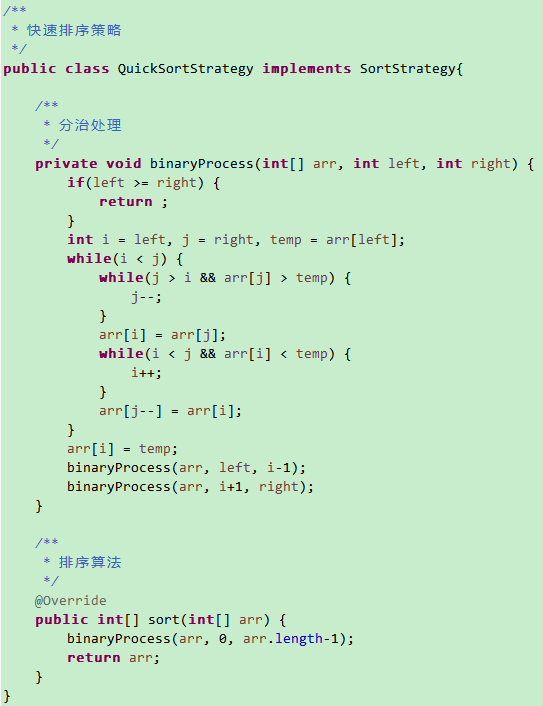 /**
 * 快速排序策略
 */
public class QuickSortStrategy implements SortStrategy{
    /**
     * 分治处理
     */
    private void binaryProcess(int[] arr, int left, int right) {
        if(left >= right) {
            return ;
        }
        int i = left, j = right, temp = arr[left];
        while(i < j) {
            while(j > i && arr[j] > temp) {
                j--;
            }
            arr[i] = arr[j];
            while(i < j && arr[i] < temp) {
                i++;
            }
            arr[j--] = arr[i];
        }
        arr[i] = temp;
        binaryProcess(arr, left, i-1);
        binaryProcess(arr, i+1, right);
    }
    /**
     * 排序算法
     */
    @Override
    public int[] sort(int[] arr) {
        binaryProcess(arr, 0, arr.length-1);
        return arr;
    }
}